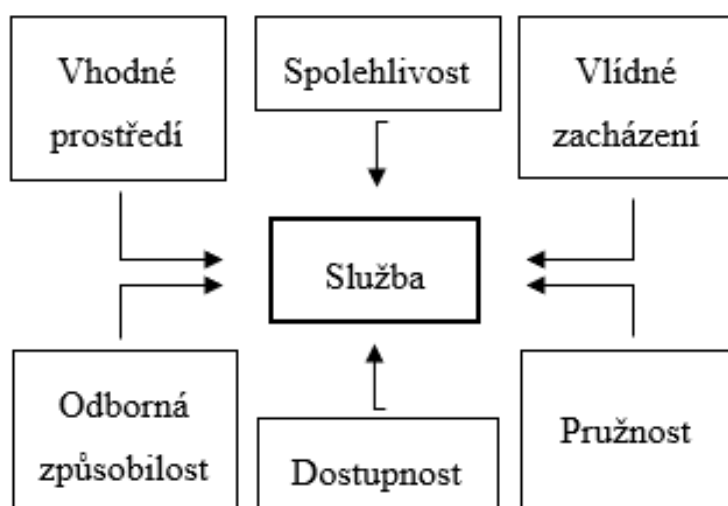 Vhodné
prostředí
Spolehlivost
Vlídné
zacházení
Služba
Odborná
způsobilost
Dostupnost
Pružnost